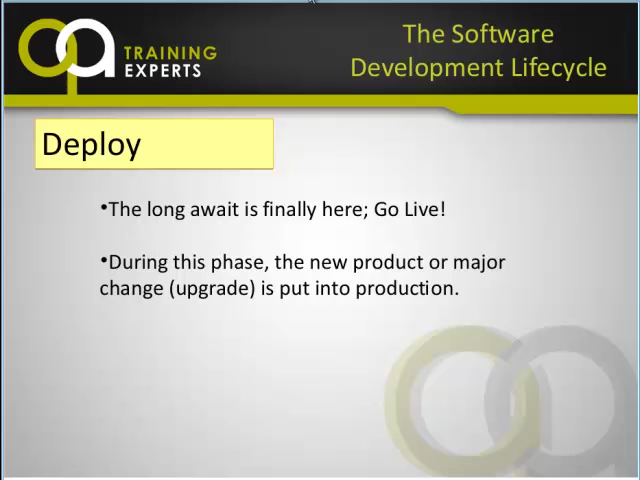 The Software
Development Lifecycle
TRAINING
EXPERTS
Deploy
•The long await is finally here; Go Live!
•During this phase, the new product or major
change (upgrade) is put into production.